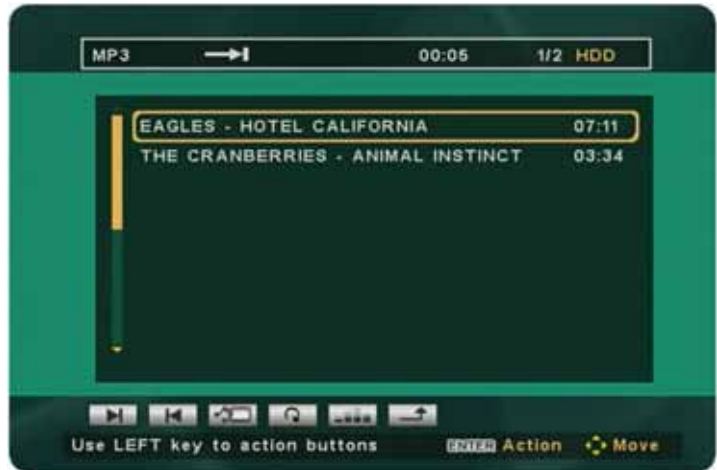 MP3 00:05 1/2 HDD
EAGLES - HOTEL CALIFORNIA 07:11
THE CRANBERRIES - ANIMAL INSTINCT 03:34
Use LEFT key to action buttons ENTER Action Move